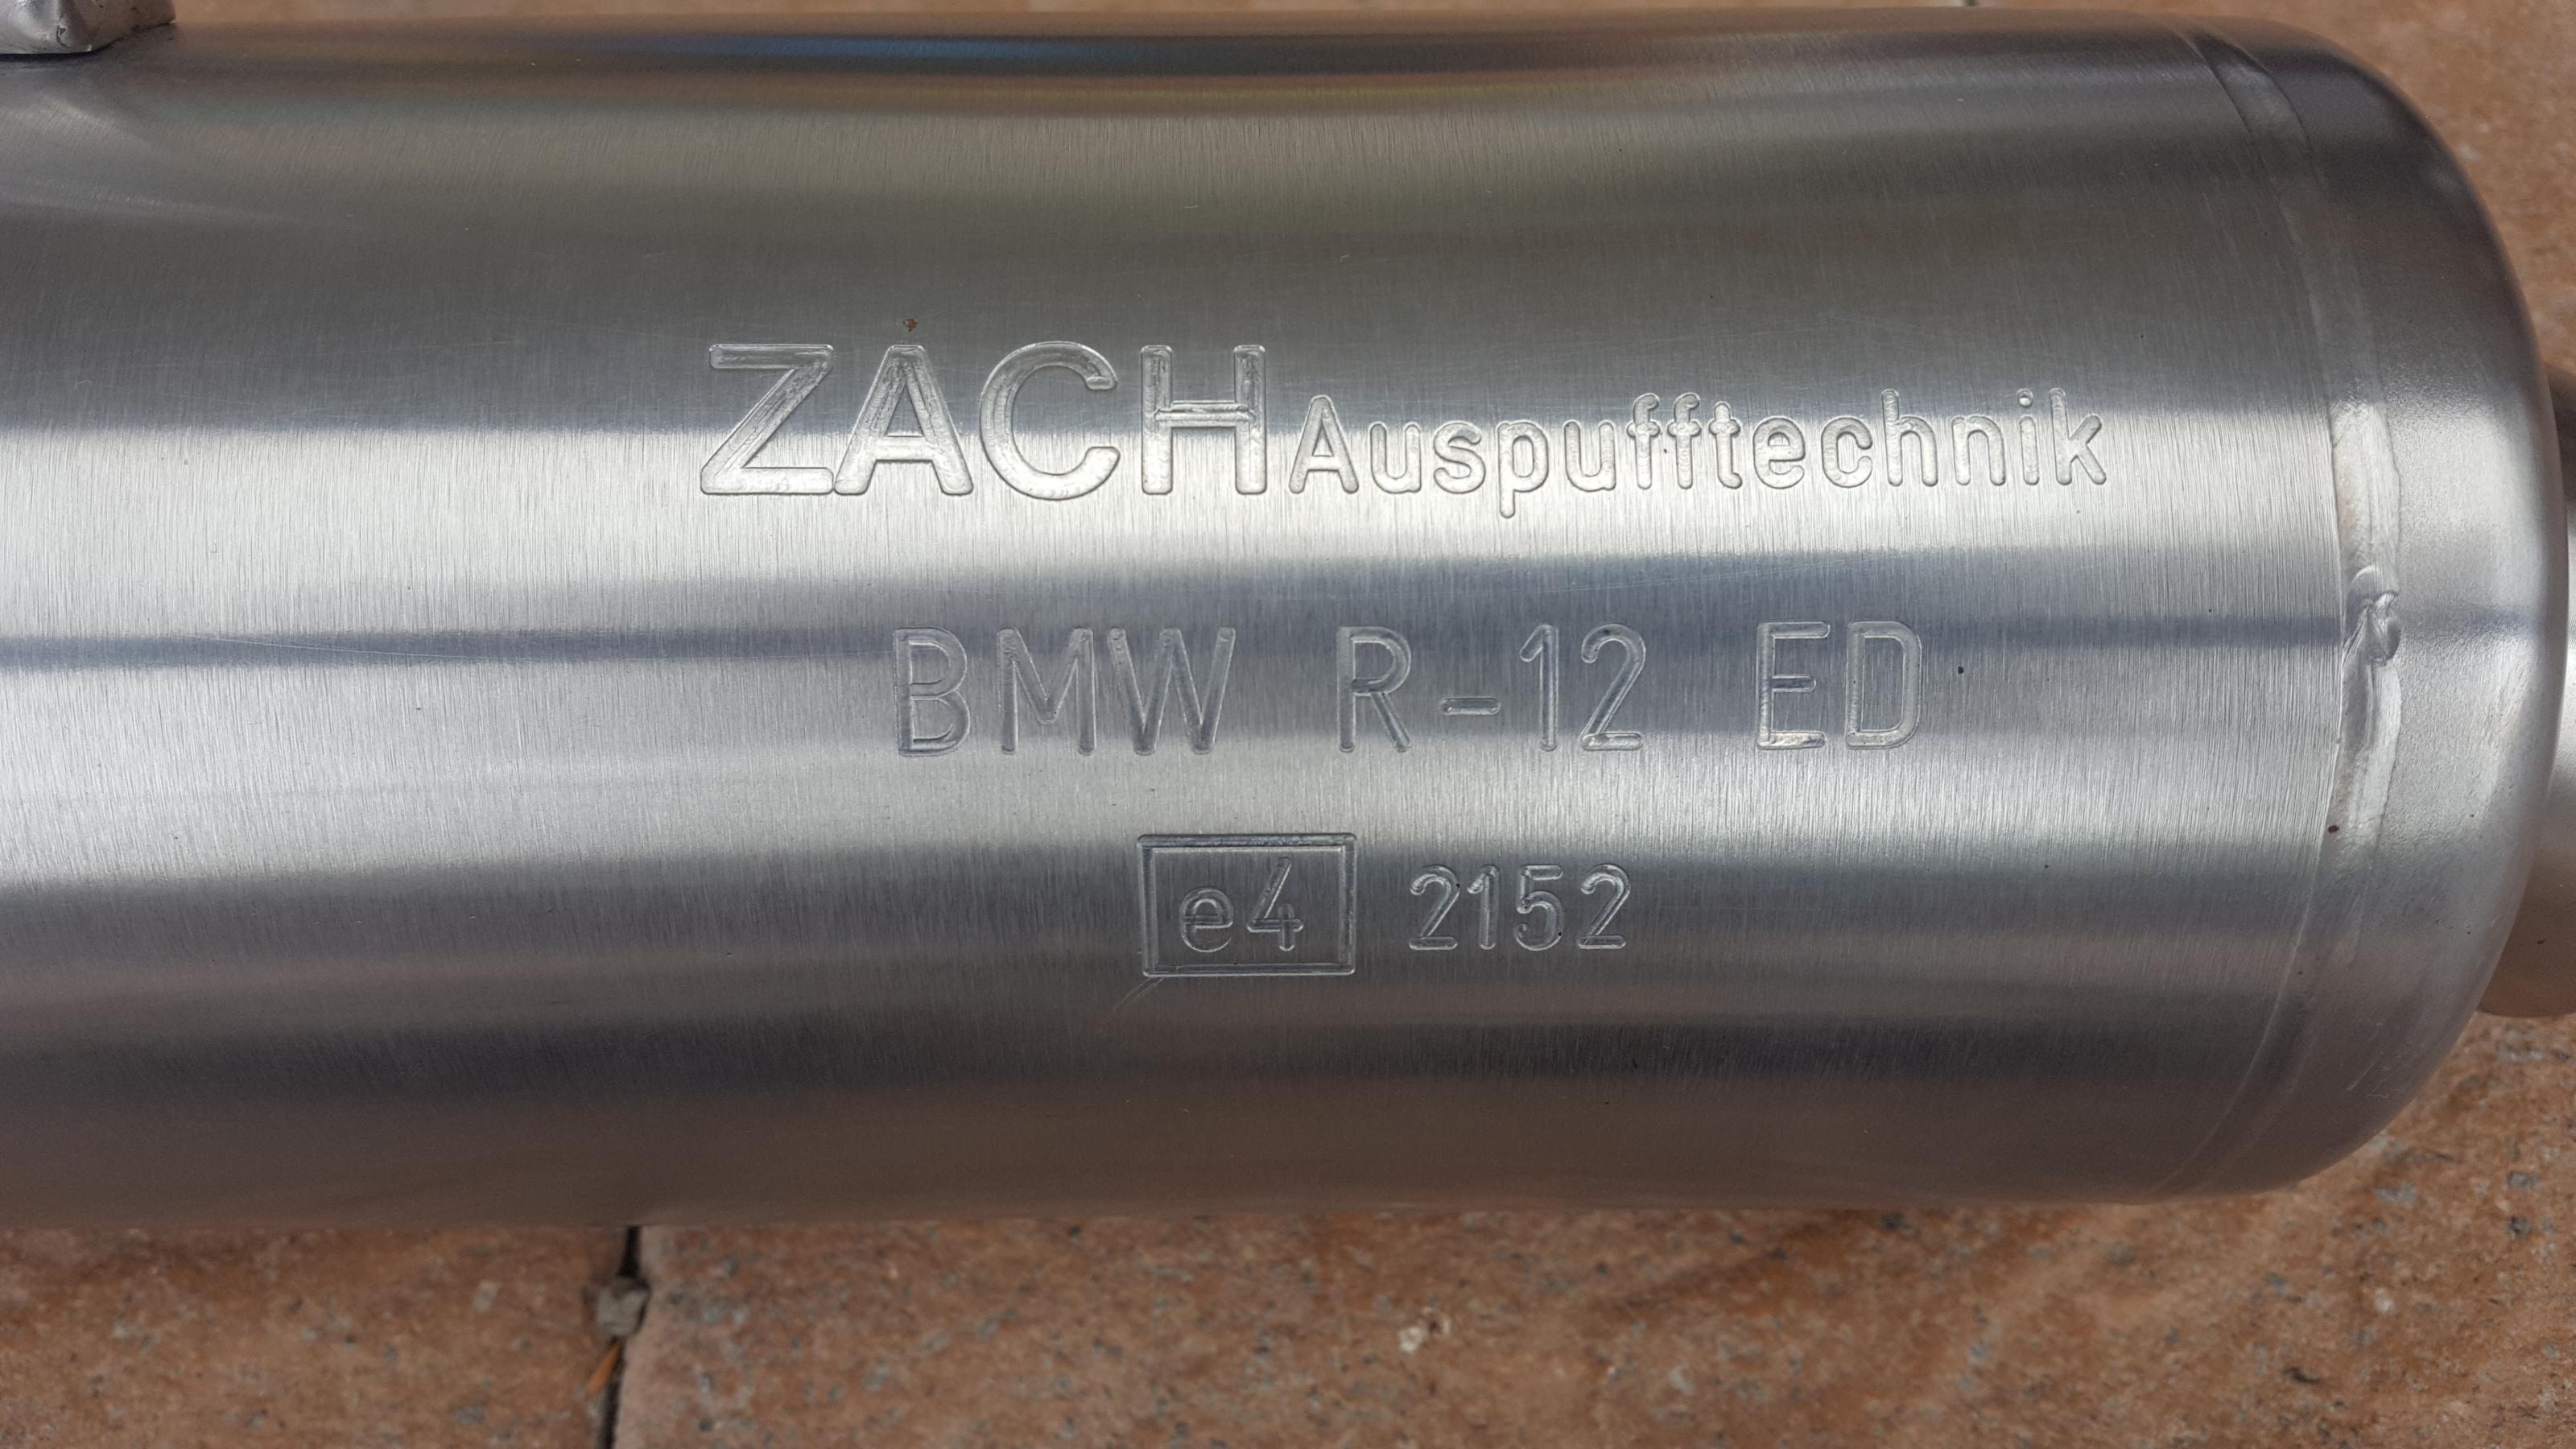 ZACH Auspufftechnik
BMW R-12 ED
e4 2152